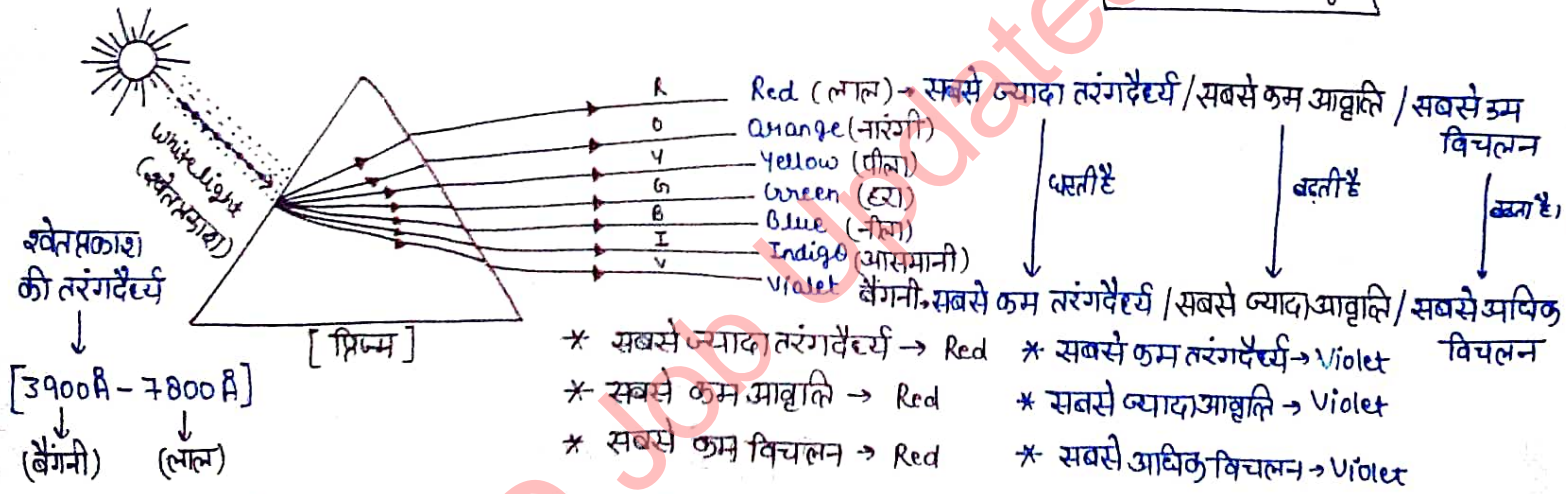 R Red (लाल) → सबसे ज्यादा तरंगदैर्ध्य / सबसे कम आवृत्ति / सबसे कम विचलन
O Orange (नारंगी)
Y Yellow (पीला)
G Green (हरा)
B Blue (नीला)
I Indigo (आसमानी)
V Violet बैंगनी→ सबसे कम तरंगदैर्ध्य / सबसे ज्यादा आवृत्ति / सबसे अधिक विचलन
घटती है
बढ़ती है
बढ़ता है।
White light
(श्वेत प्रकाश)
श्वेत प्रकाश
की तरंगदैर्ध्य
[3900Å - 7800Å]
(बैंगनी) (लाल)
[प्रिज्म]
* सबसे ज्यादा तरंगदैर्ध्य → Red * सबसे कम तरंगदैर्ध्य → Violet
* सबसे कम आवृत्ति → Red * सबसे ज्यादा आवृत्ति → Violet
* सबसे कम विचलन → Red * सबसे अधिक विचलन → Violet
Job Updates